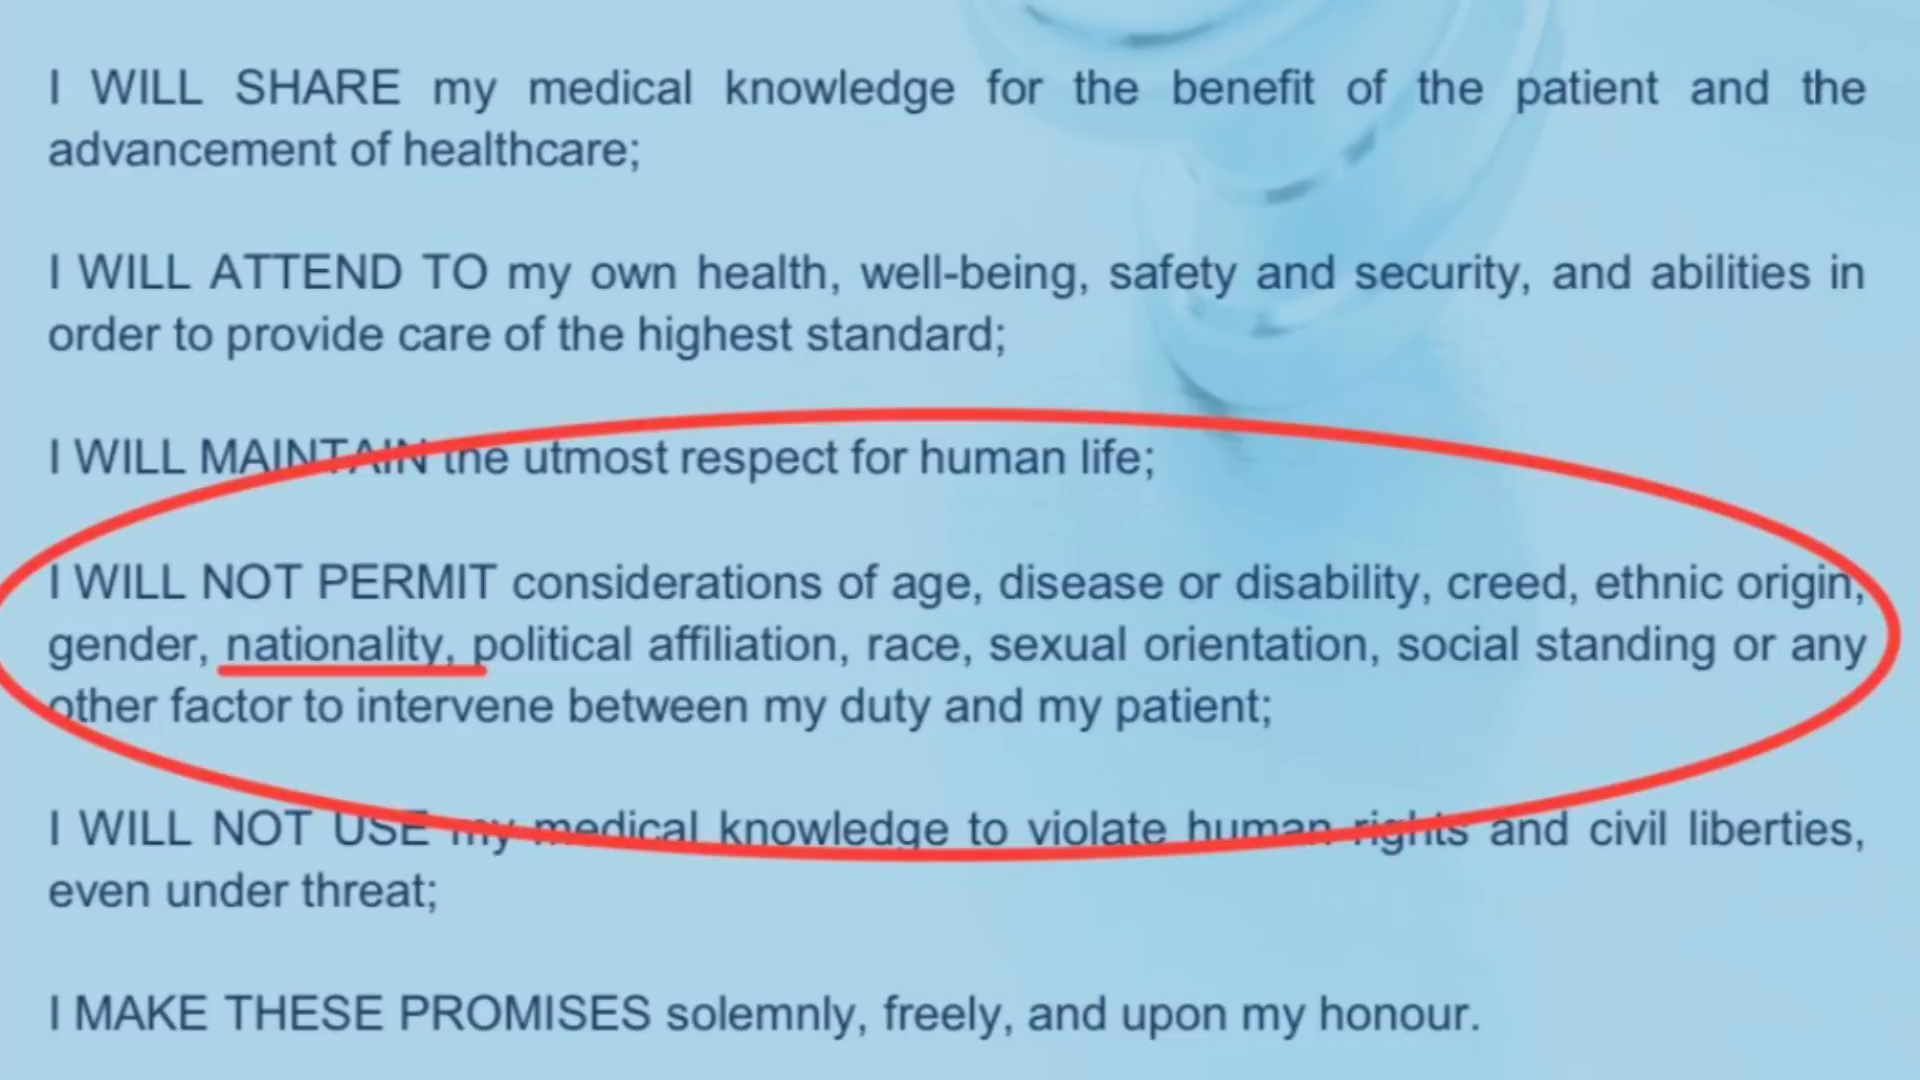 I WILL SHARE my medical knowledge for the benefit of the patient and the
advancement of healthcare;
I WILL ATTEND TO my own health, well-being, safety and security, and abilities in
order to provide care of the highest standard;
I WILL MAINTAIN the utmost respect for human life;
I WILL NOT PERMIT considerations of age, disease or disability, creed, ethnic origin,
gender, nationality, political affiliation, race, sexual orientation, social standing or any
other factor to intervene between my duty and my patient;
I WILL NOT USE my medical knowledge to violate human rights and civil liberties,
even under threat;
I MAKE THESE PROMISES solemnly, freely, and upon my honour.